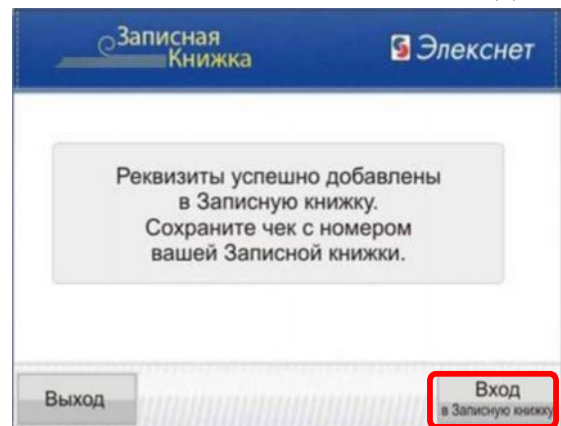 Записная
Книжка
Элекснет
Реквизиты успешно добавлены
в Записную книжку.
Сохраните чек с номером
вашей Записной книжки.
Выход
Вход
в Записную книжку